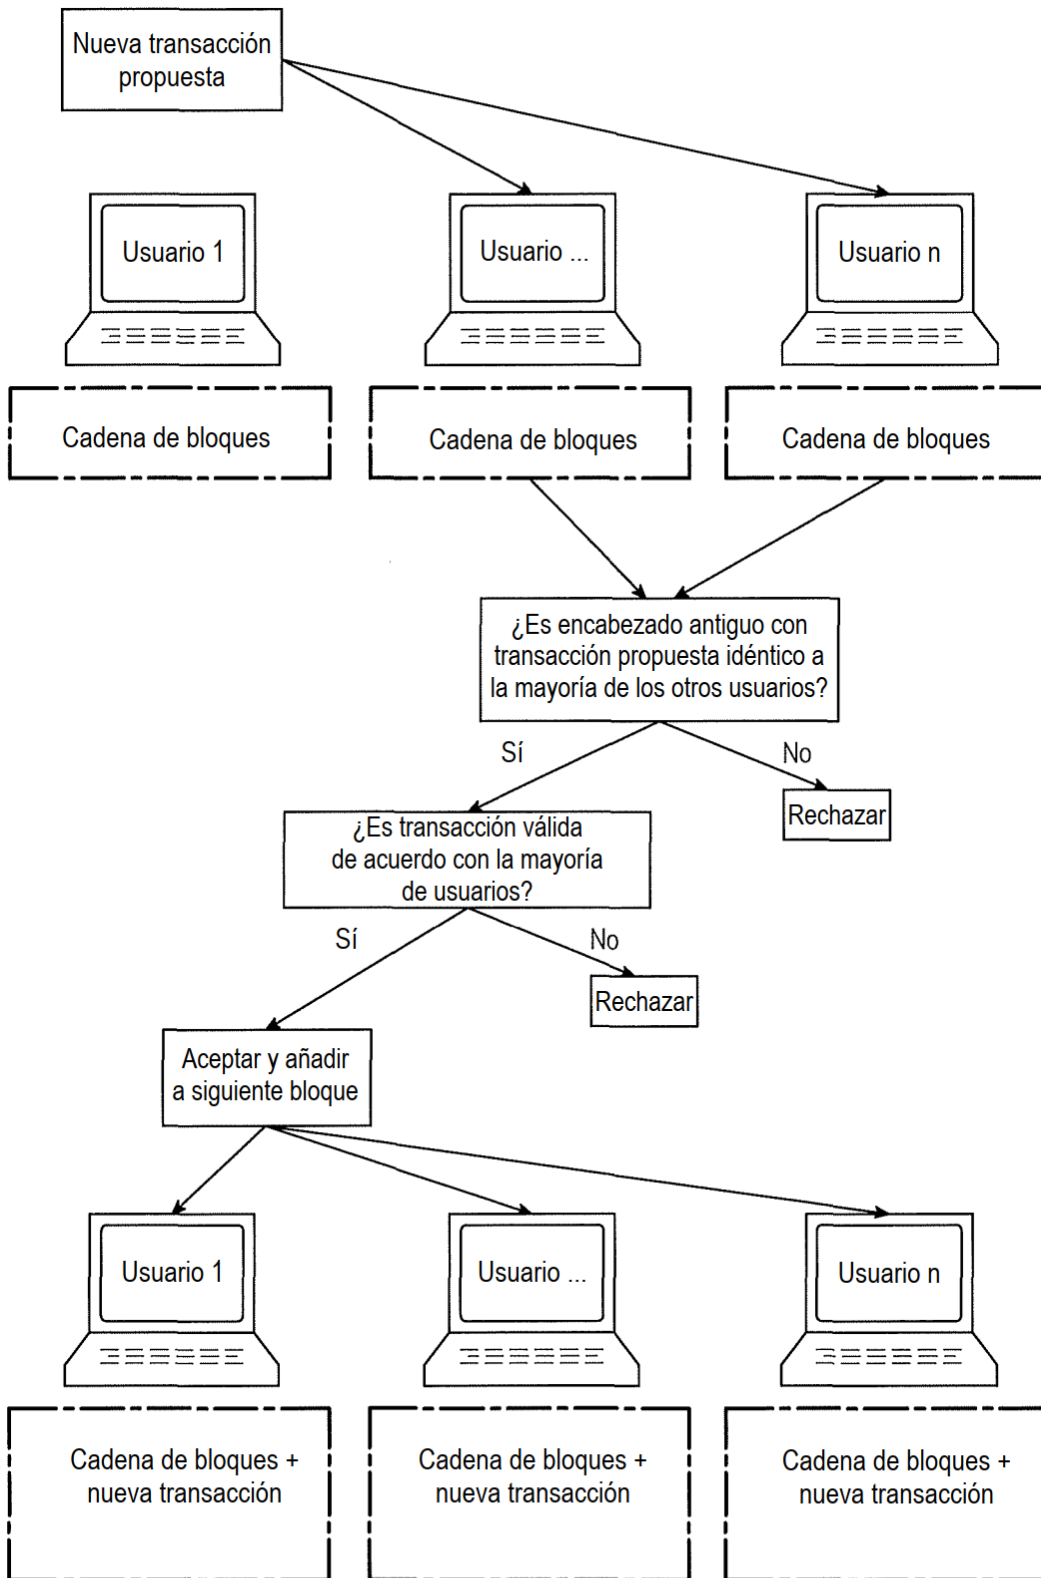 Nueva transacción
propuesta
Usuario 1
Usuario ...
Usuario n
Cadena de bloques
Cadena de bloques
Cadena de bloques
¿Es encabezado antiguo con
transacción propuesta idéntico a
la mayoría de los otros usuarios?
Sí
No
Rechazar
¿Es transacción válida
de acuerdo con la mayoría
de usuarios?
Sí
No
Rechazar
Aceptar y añadir
a siguiente bloque
Usuario 1
Usuario ...
Usuario n
Cadena de bloques +
nueva transacción
Cadena de bloques +
nueva transacción
Cadena de bloques +
nueva transacción